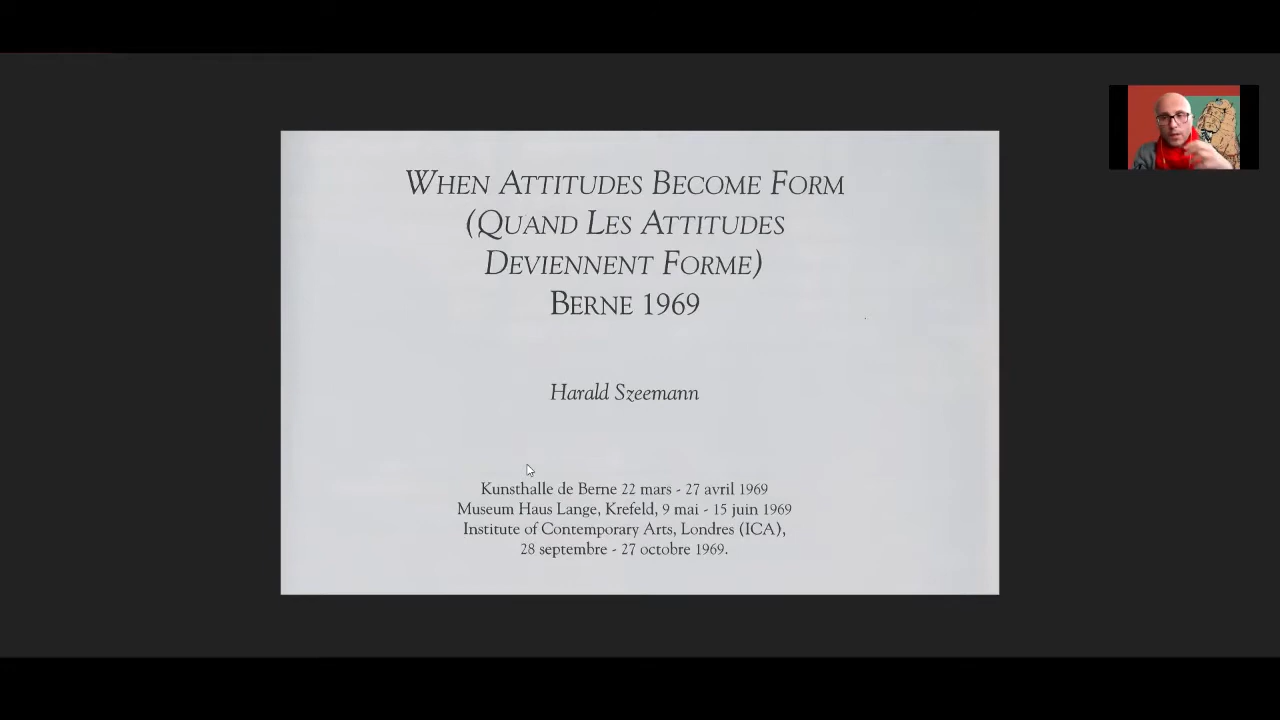 WHEN ATTITUDES BECOME FORM
(QUAND LES ATTITUDES
DEVIENNENT FORME)
BERNE 1969
Harald Szeemann
Kunsthalle de Berne 22 mars - 27 avril 1969
Museum Haus Lange, Krefeld, 9 mai - 15 juin 1969
Institute of Contemporary Arts, Londres (ICA),
28 septembre - 27 octobre 1969.